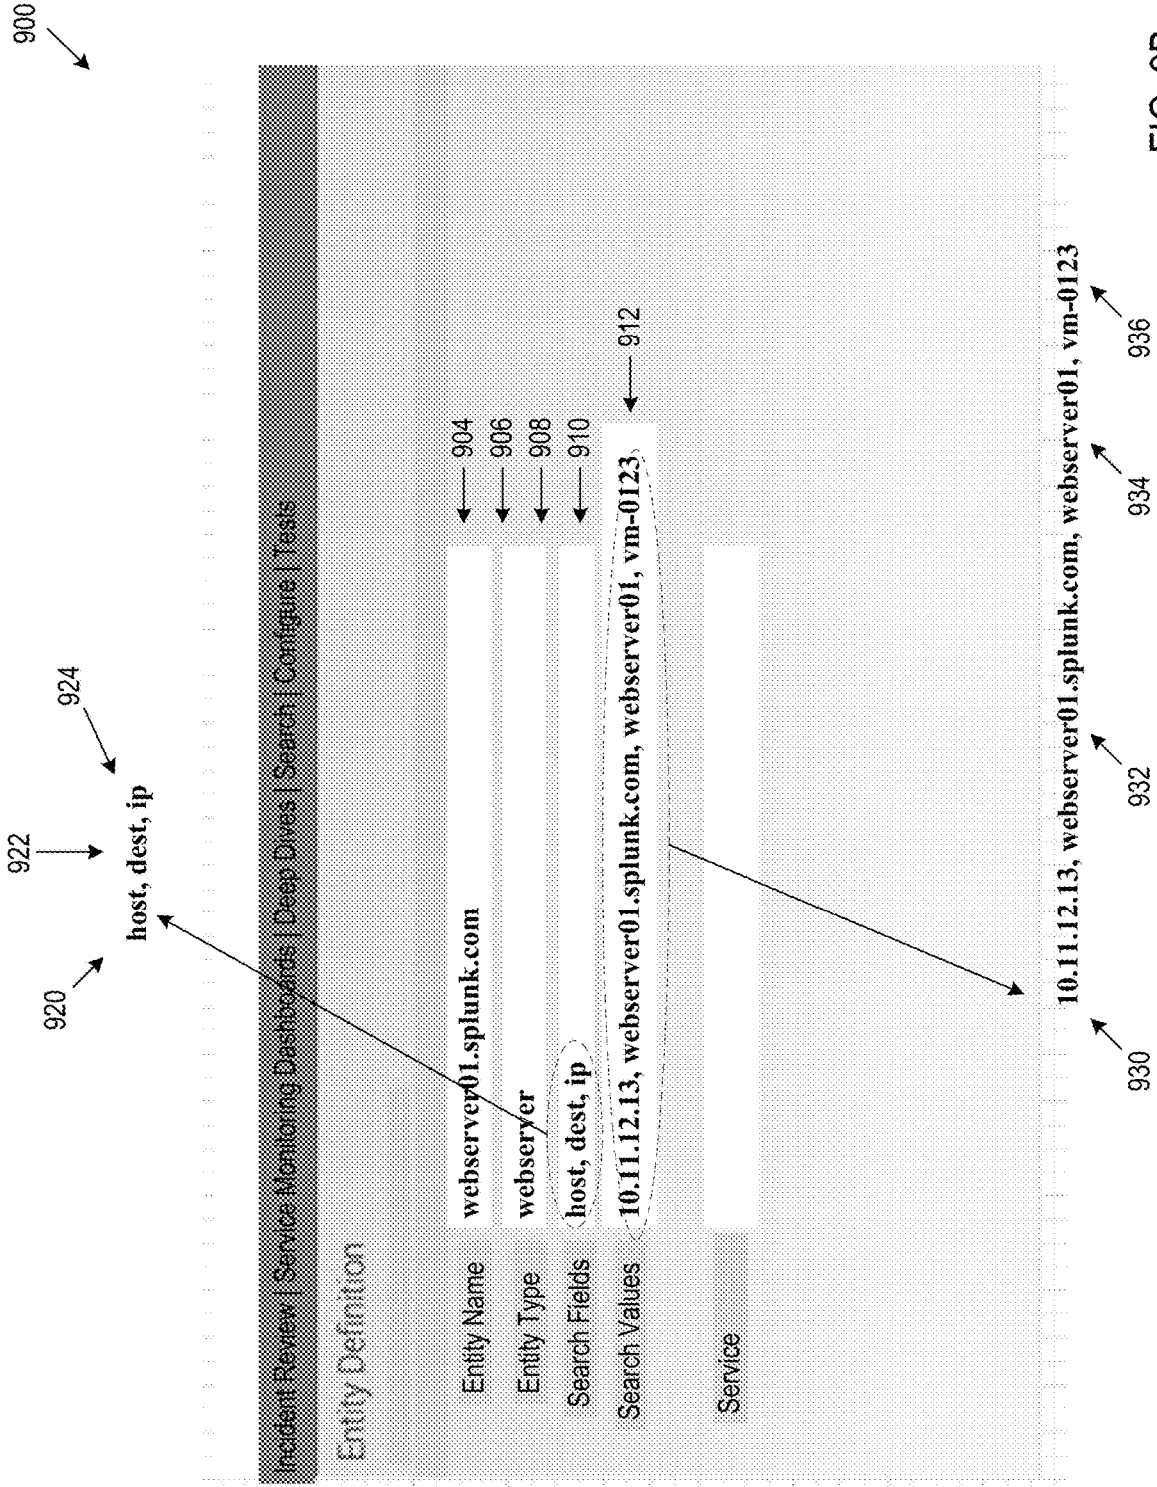 900
920
922
924
host, dest, ip
Incident Review | Service Monitoring Dashboards | Deep Dives | Search | Configure | Tests
Entity Definition
Entity Name
webserver01.splunk.com
904
Entity Type
webserver
906
908
Search Fields
host, dest, ip
910
Search Values
10.11.12.13, webserver01.splunk.com, webserver01, vm-0123
912
Service
10.11.12.13, webserver01.splunk.com, webserver01, vm-0123
930
932
934
936
FIG.